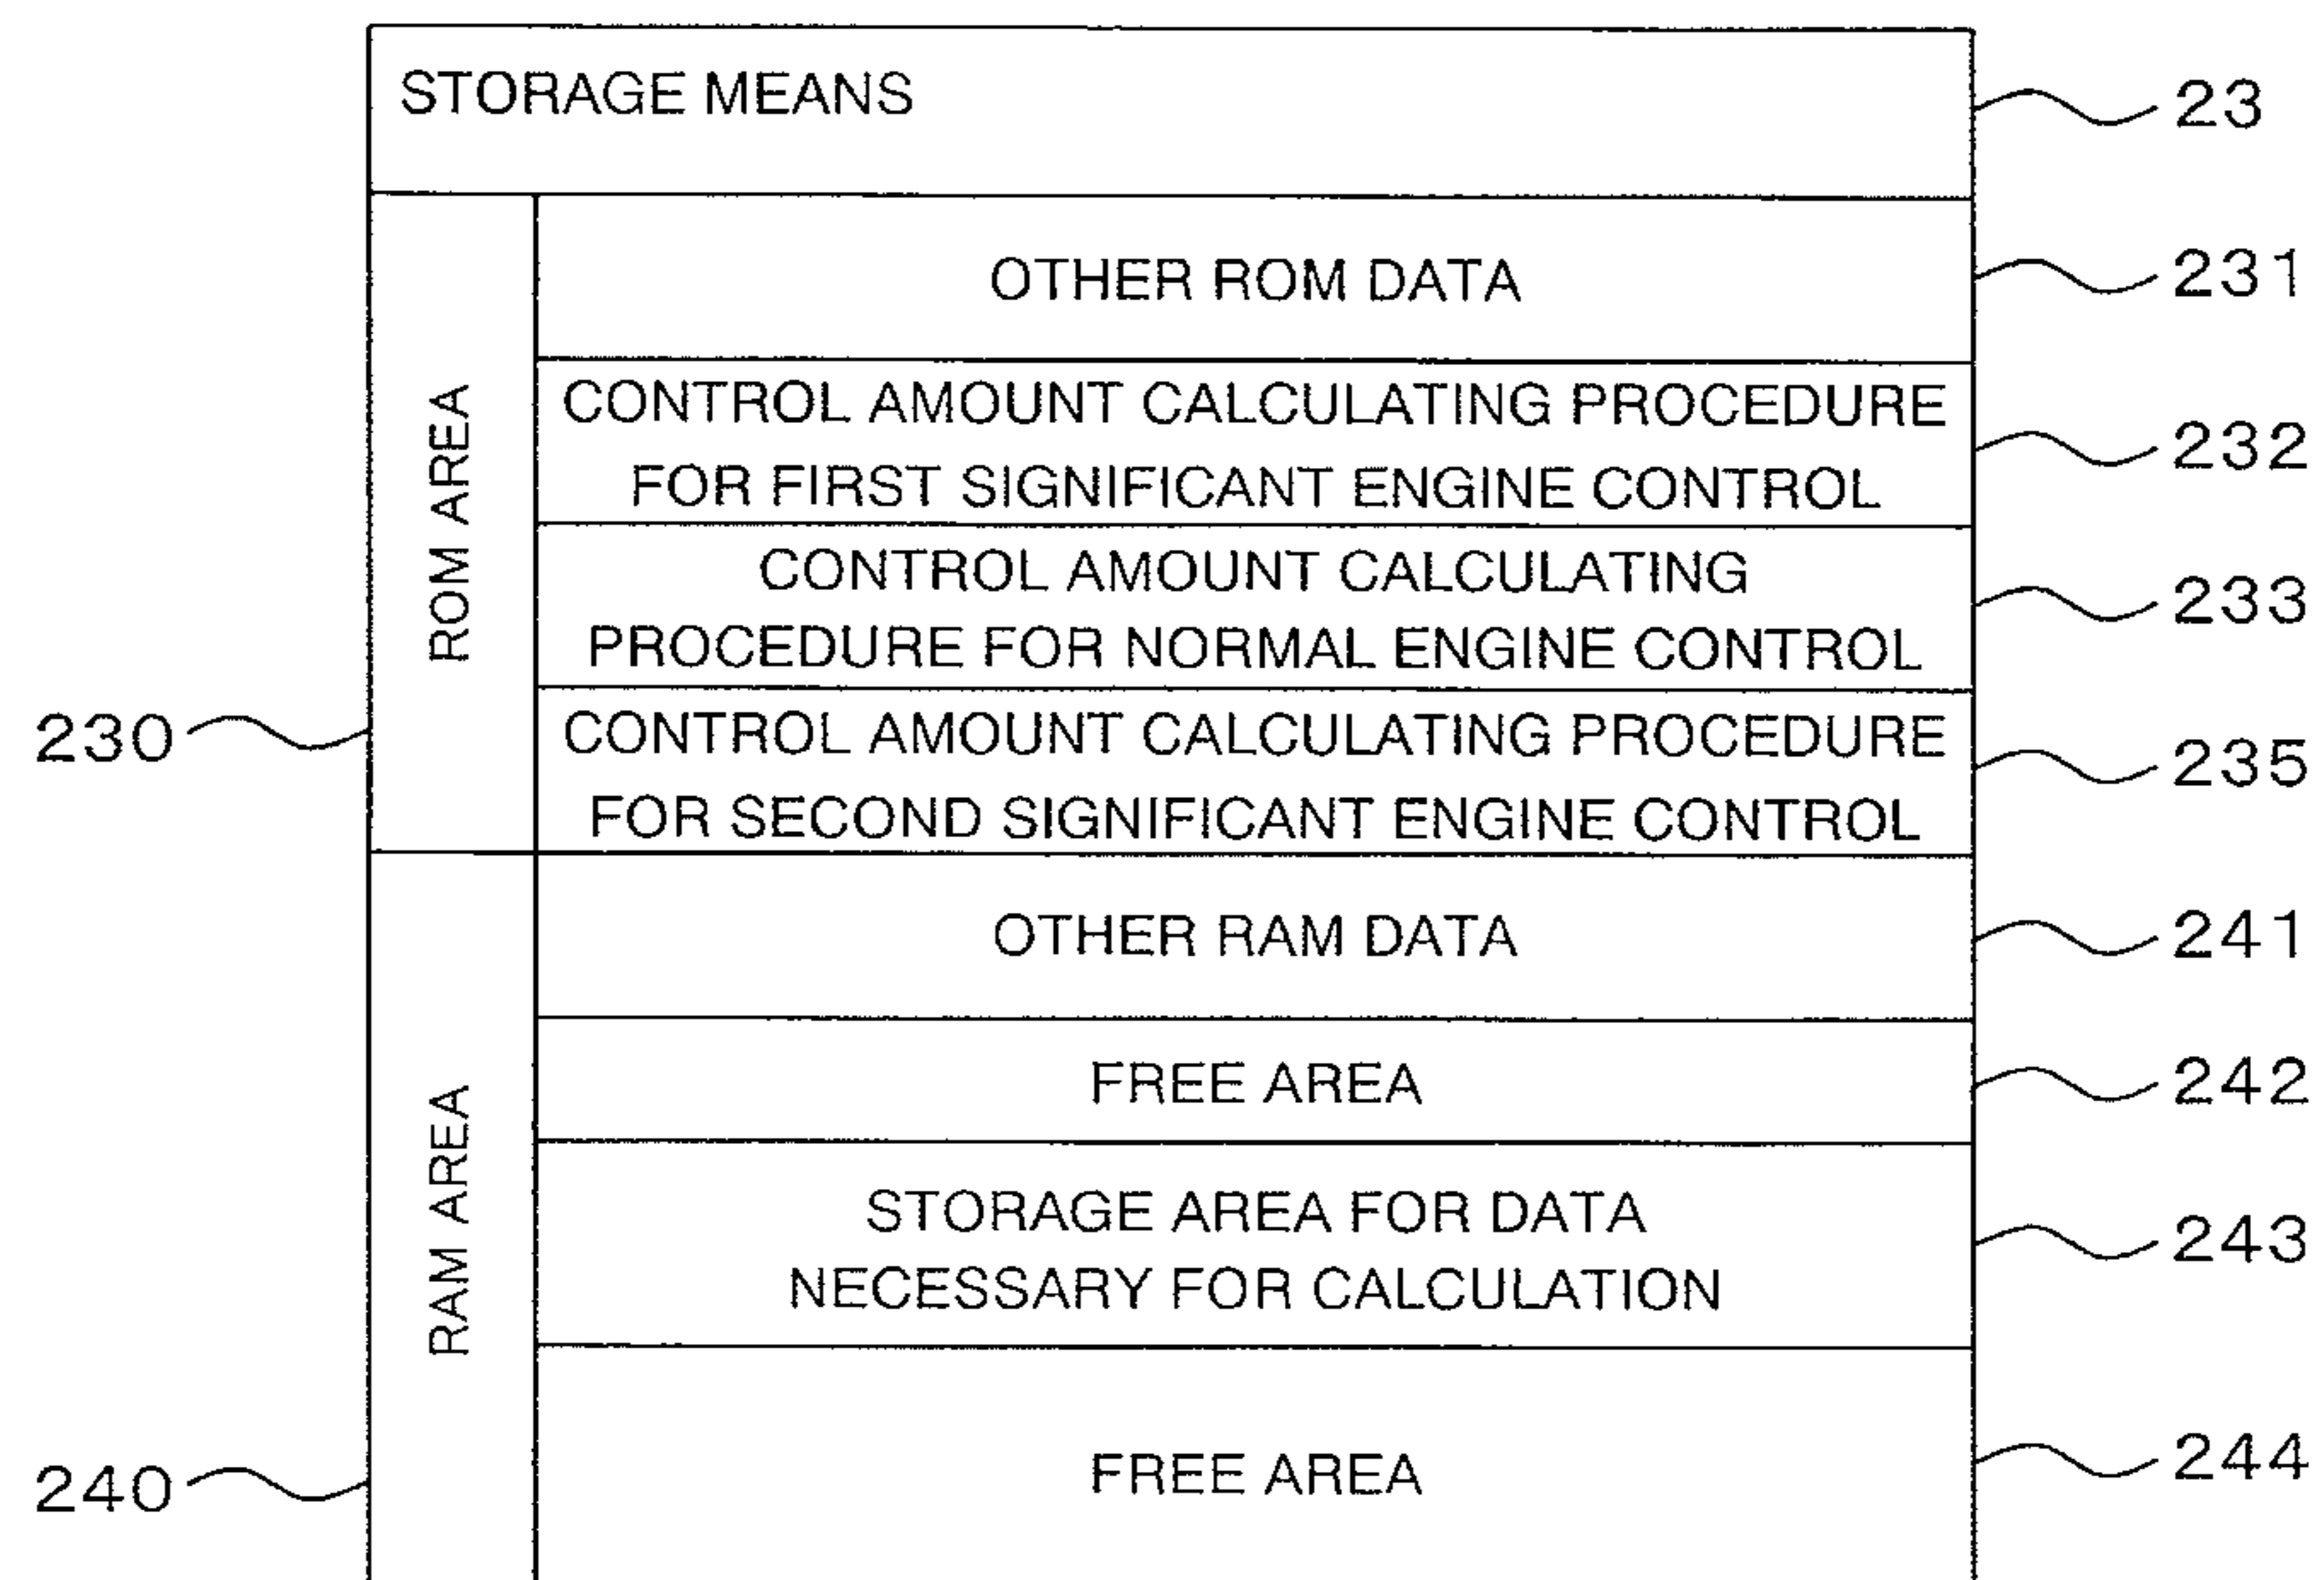 STORAGE MEANS
23
ROM AREA
230
OTHER ROM DATA
231
CONTROL AMOUNT CALCULATING PROCEDURE
FOR FIRST SIGNIFICANT ENGINE CONTROL
232
CONTROL AMOUNT CALCULATING
PROCEDURE FOR NORMAL ENGINE CONTROL
233
CONTROL AMOUNT CALCULATING PROCEDURE
FOR SECOND SIGNIFICANT ENGINE CONTROL
235
RAM AREA
240
OTHER RAM DATA
241
FREE AREA
242
STORAGE AREA FOR DATA
NECESSARY FOR CALCULATION
243
FREE AREA
244